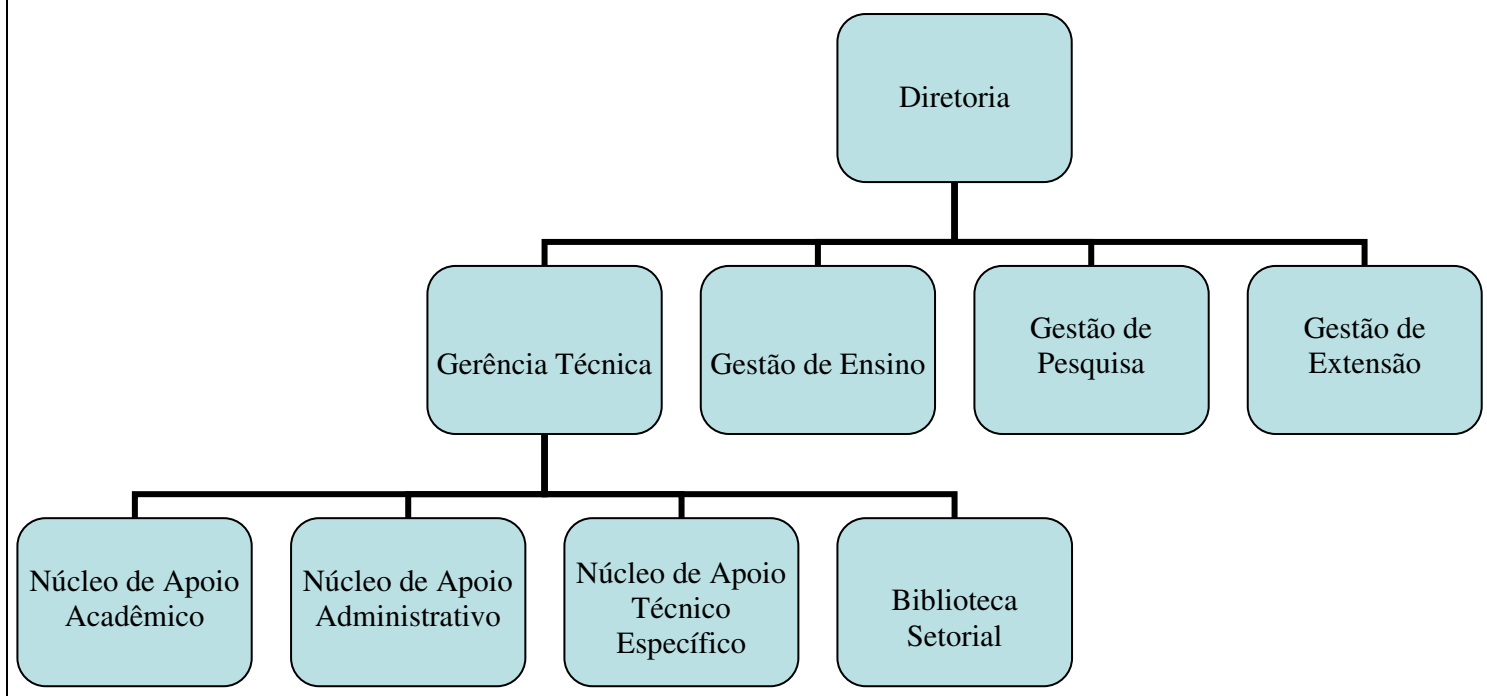 Diretoria
Gerência Técnica
Gestão de Ensino
Gestão de
Pesquisa
Gestão de
Extensão
Núcleo de Apoio
Acadêmico
Núcleo de Apoio
Administrativo
Núcleo de Apoio
Técnico
Específico
Biblioteca
Setorial